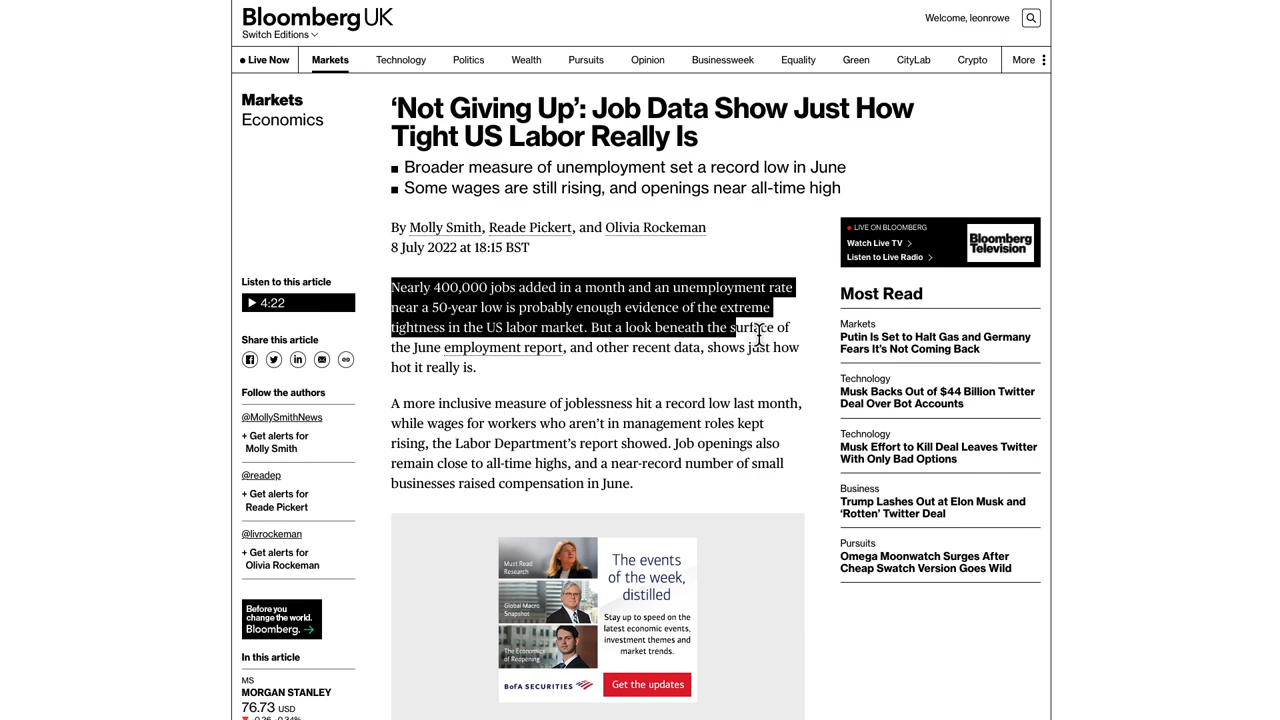 Bloomberg UK
Switch Editions
Welcome, leonrowe
Live Now
Markets
Technology
Politics
Wealth
Pursuits
Opinion
Businessweek
Equality
Green
CityLab
Crypto
More
Markets
Economics
‘Not Giving Up’: Job Data Show Just How
Tight US Labor Really Is
Broader measure of unemployment set a record low in June
Some wages are still rising, and openings near all-time high
By Molly Smith, Reade Pickert, and Olivia Rockeman
8 July 2022 at 18:15 BST
Listen to this article
4:22
Share this article
Follow the authors
@MollySmithNews
+ Get alerts for
Molly Smith
@readep
+ Get alerts for
Reade Pickert
@livrockeman
+ Get alerts for
Olivia Rockeman
Before you
change the world.
Bloomberg.
In this article
MS
MORGAN STANLEY
76.73 USD
-0.26 -0.34%
Nearly 400,000 jobs added in a month and an unemployment rate
near a 50-year low is probably enough evidence of the extreme
tightness in the US labor market. But a look beneath the surface of
the June employment report, and other recent data, shows just how
hot it really is.
A more inclusive measure of joblessness hit a record low last month,
while wages for workers who aren’t in management roles kept
rising, the Labor Department’s report showed. Job openings also
remain close to all-time highs, and a near-record number of small
businesses raised compensation in June.
Must Read
Research
Global Macro
Snapshot
The Economics
of Reopening
The events
of the week,
distilled
Stay up to speed on the
latest economic events,
investment themes and
market trends.
BofA SECURITIES
Get the updates
LIVE ON BLOOMBERG
Watch Live TV
Listen to Live Radio
Bloomberg
Television
Most Read
Markets
Putin Is Set to Halt Gas and Germany
Fears It’s Not Coming Back
Technology
Musk Backs Out of $44 Billion Twitter
Deal Over Bot Accounts
Technology
Musk Effort to Kill Deal Leaves Twitter
With Only Bad Options
Business
Trump Lashes Out at Elon Musk and
‘Rotten’ Twitter Deal
Pursuits
Omega Moonwatch Surges After
Cheap Swatch Version Goes Wild